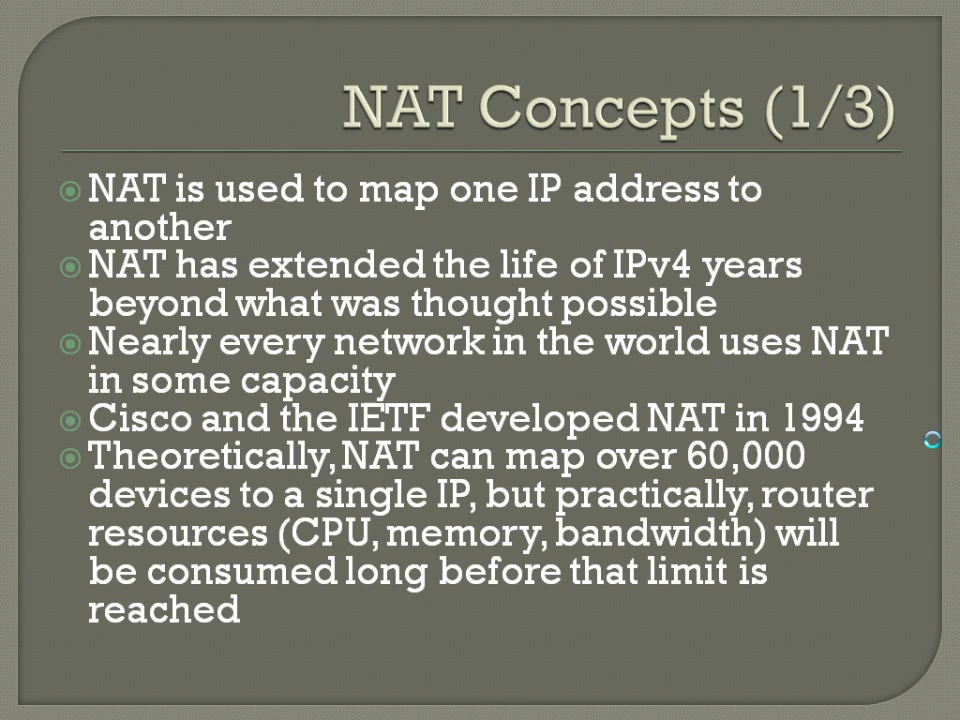 NAT Concepts (1/3)
NAT is used to map one IP address to
another
NAT has extended the life of IPv4 years
beyond what was thought possible
Nearly every network in the world uses NAT
in some capacity
Cisco and the IETF developed NAT in 1994
Theoretically, NAT can map over 60,000
devices to a single IP, but practically, router
resources (CPU, memory, bandwidth) will
be consumed long before that limit is
reached